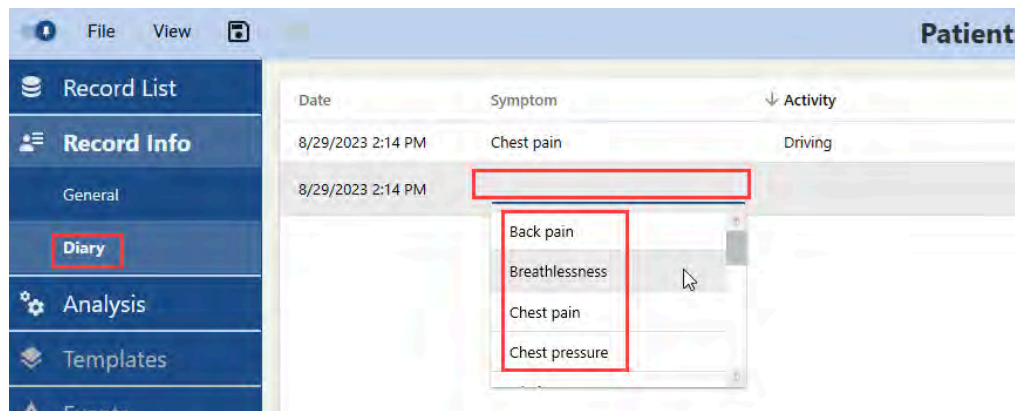 File View Patient
Record List
Record Info
General
Diary
Analysis
Templates
Date Symptom Activity
8/29/2023 2:14 PM Chest pain Driving
8/29/2023 2:14 PM
Back pain
Breathlessness
Chest pain
Chest pressure